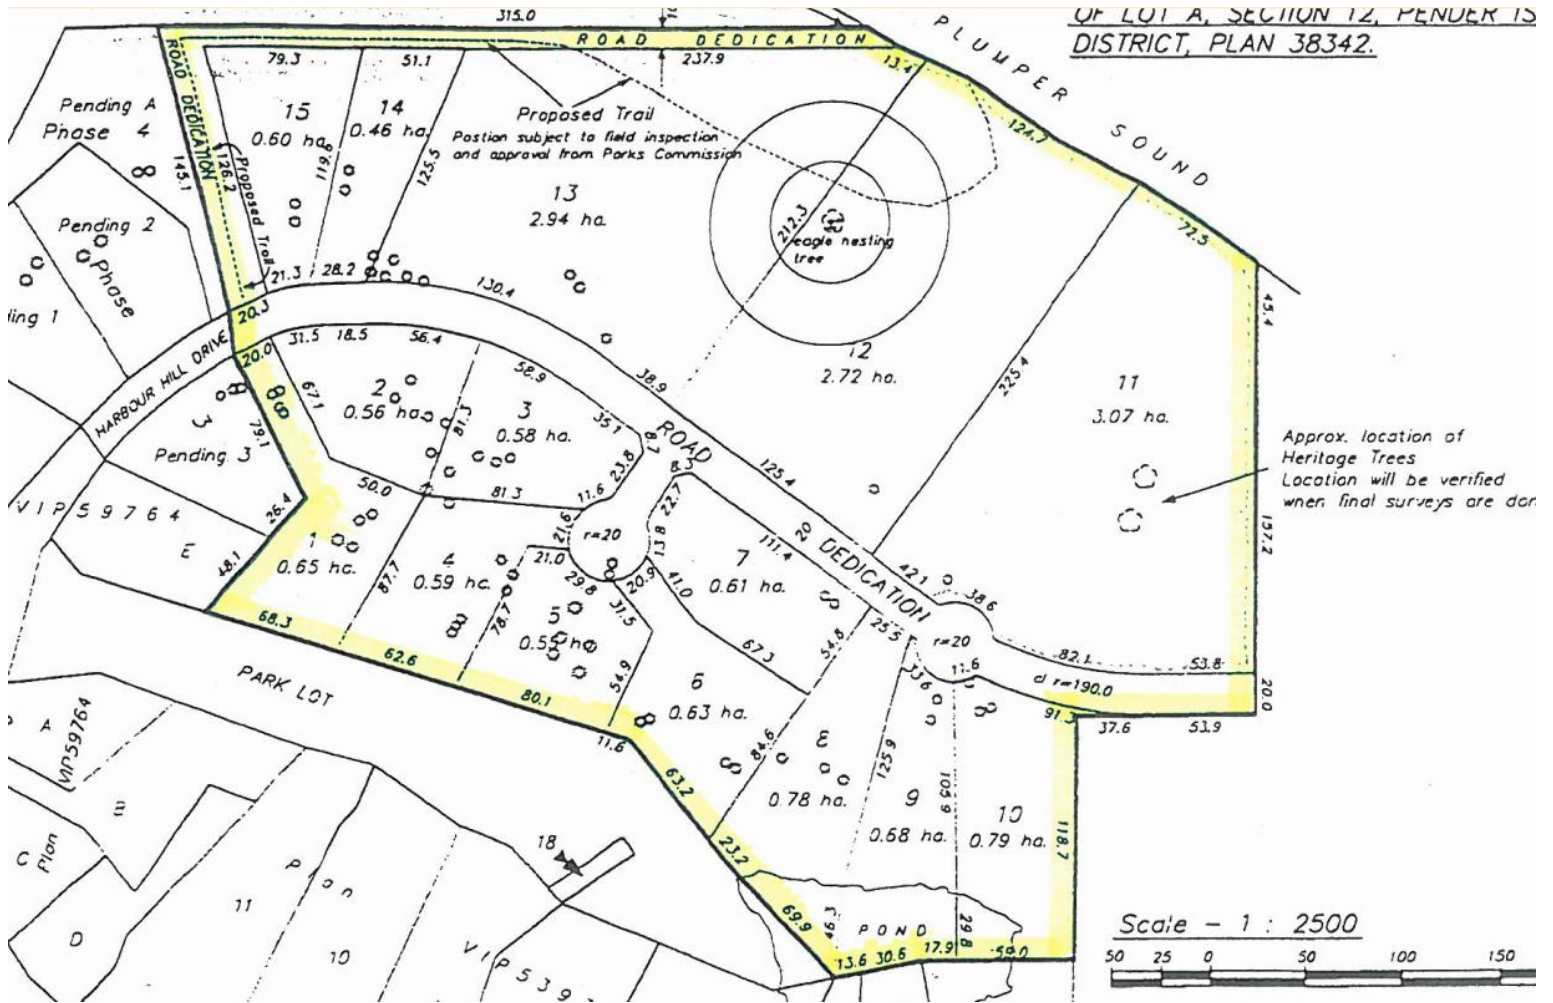 315.0
OF LOT A, SECTION 12, PENDER IS
DISTRICT, PLAN 38342.
PLUMPER SOUND
ROAD DEDICATION
ROAD DEDICATION
79.3
51.1
237.9
13.4
124.7
72.5
Pending A
Phase 4
145.1
126.2
Proposed Trail
15
0.60 ha.
119.6
14
0.46 ha.
125.5
Proposed Trail
Postion subject to field inspection
and approval from Parks Commission
13
2.94 ha.
212.3
eagle nesting
tree
Pending 2
Phase
ing 1
21.3
28.2
130.4
45.4
20.3
20.0
31.5
18.5
56.4
58.9
38.9
12
2.72 ha.
225.4
11
3.07 ha.
HARBOUR HILL DRIVE
67.1
2
0.56 ha.
81.3
3
0.58 ha.
35.1
8.7
ROAD
8.3
125.4
Approx. location of
Heritage Trees
Location will be verified
wnen final surveys are don
3
Pending 3
79.1
50.0
81.3
23.8
11.6
22.7
VIP59764
E
26.4
48.1
1
0.65 ha.
87.7
4
0.59 ha.
21.6
r=20
13.8
21.0
29.8
20.9
41.0
31.5
7
0.61 ha.
111.4
20
DEDICATION
42.1
38.6
157.2
78.7
5
0.55 ha
54.9
67.3
54.8
25.5
r=20
11.6
33.6
82.1
53.8
cl r=190.0
20.0
68.3
62.6
80.1
11.6
PARK LOT
6
0.63 ha.
91.3
37.6
53.9
A
VIP59764
B
63.2
84.6
8
0.78 ha.
125.9
9
0.68 ha.
105.9
10
0.79 ha.
118.7
C Plan
D
11
Plan
10
18
23.2
69.9
46.3
POND
29.8
13.6
30.6
17.9
59.0
VIP539
Scale - 1 : 2500
50 25 0 50 100 150